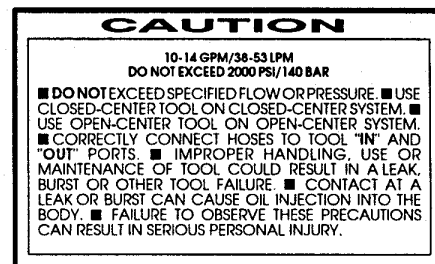 CAUTION
10-14 GPM/38-53 LPM
DO NOT EXCEED 2000 PSI/140 BAR
■ DO NOT EXCEED SPECIFIED FLOW OR PRESSURE. ■ USE
CLOSED-CENTER TOOL ON CLOSED-CENTER SYSTEM. ■
USE OPEN-CENTER TOOL ON OPEN-CENTER SYSTEM.
■ CORRECTLY CONNECT HOSES TO TOOL "IN" AND
"OUT" PORTS. ■ IMPROPER HANDLING, USE OR
MAINTENANCE OF TOOL COULD RESULT IN A LEAK,
BURST OR OTHER TOOL FAILURE. ■ CONTACT AT A
LEAK OR BURST CAN CAUSE OIL INJECTION INTO THE
BODY. ■ FAILURE TO OBSERVE THESE PRECAUTIONS
CAN RESULT IN SERIOUS PERSONAL INJURY.